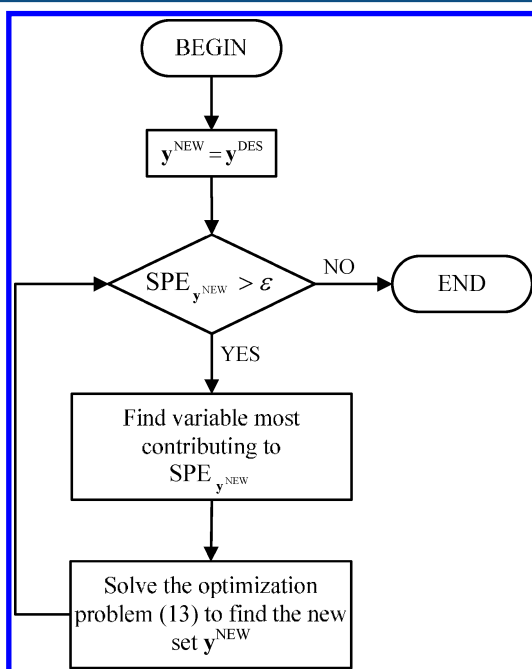 BEGIN
y^NEW = y^DES
SPE_y^NEW > ε
NO
END
YES
Find variable most
contributing to
SPE_y^NEW
Solve the optimization
problem (13) to find the new
set y^NEW